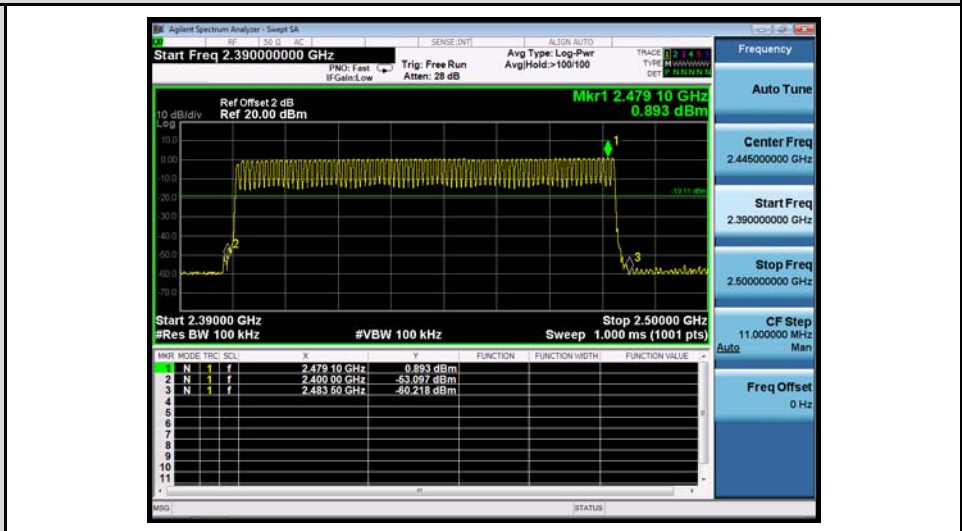 Agilent Spectrum Analyzer - Swept SA
RF 50 Ω AC SENSE:INT ALIGN AUTO
Start Freq 2.390000000 GHz
PNO: Fast
IFGain:Low
Trig: Free Run
Atten: 28 dB
Avg Type: Log-Pwr
Avg|Hold:>100/100
TRACE 1 2 3 4 5 6
TYPE M
DET P N N N N N
Ref Offset 2 dB
10 dB/div Ref 20.00 dBm
Log
Mkr1 2.479 10 GHz
0.893 dBm
10.0
0.00
-10.0
-20.0
-30.0
-40.0
-50.0
-60.0
-70.0
1
2
3
-19.11 dBm
Start 2.39000 GHz Stop 2.50000 GHz
#Res BW 100 kHz #VBW 100 kHz Sweep 1.000 ms (1001 pts)
MKR MODE TRC SCL X Y FUNCTION FUNCTION WIDTH FUNCTION VALUE
1 N 1 f 2.479 10 GHz 0.893 dBm
2 N 1 f 2.400 00 GHz -53.097 dBm
3 N 1 f 2.483 50 GHz -60.218 dBm
4
5
6
7
8
9
10
11
MSG STATUS
Frequency
Auto Tune
Center Freq
2.445000000 GHz
Start Freq
2.390000000 GHz
Stop Freq
2.500000000 GHz
CF Step
11.000000 MHz
Auto Man
Freq Offset
0 Hz